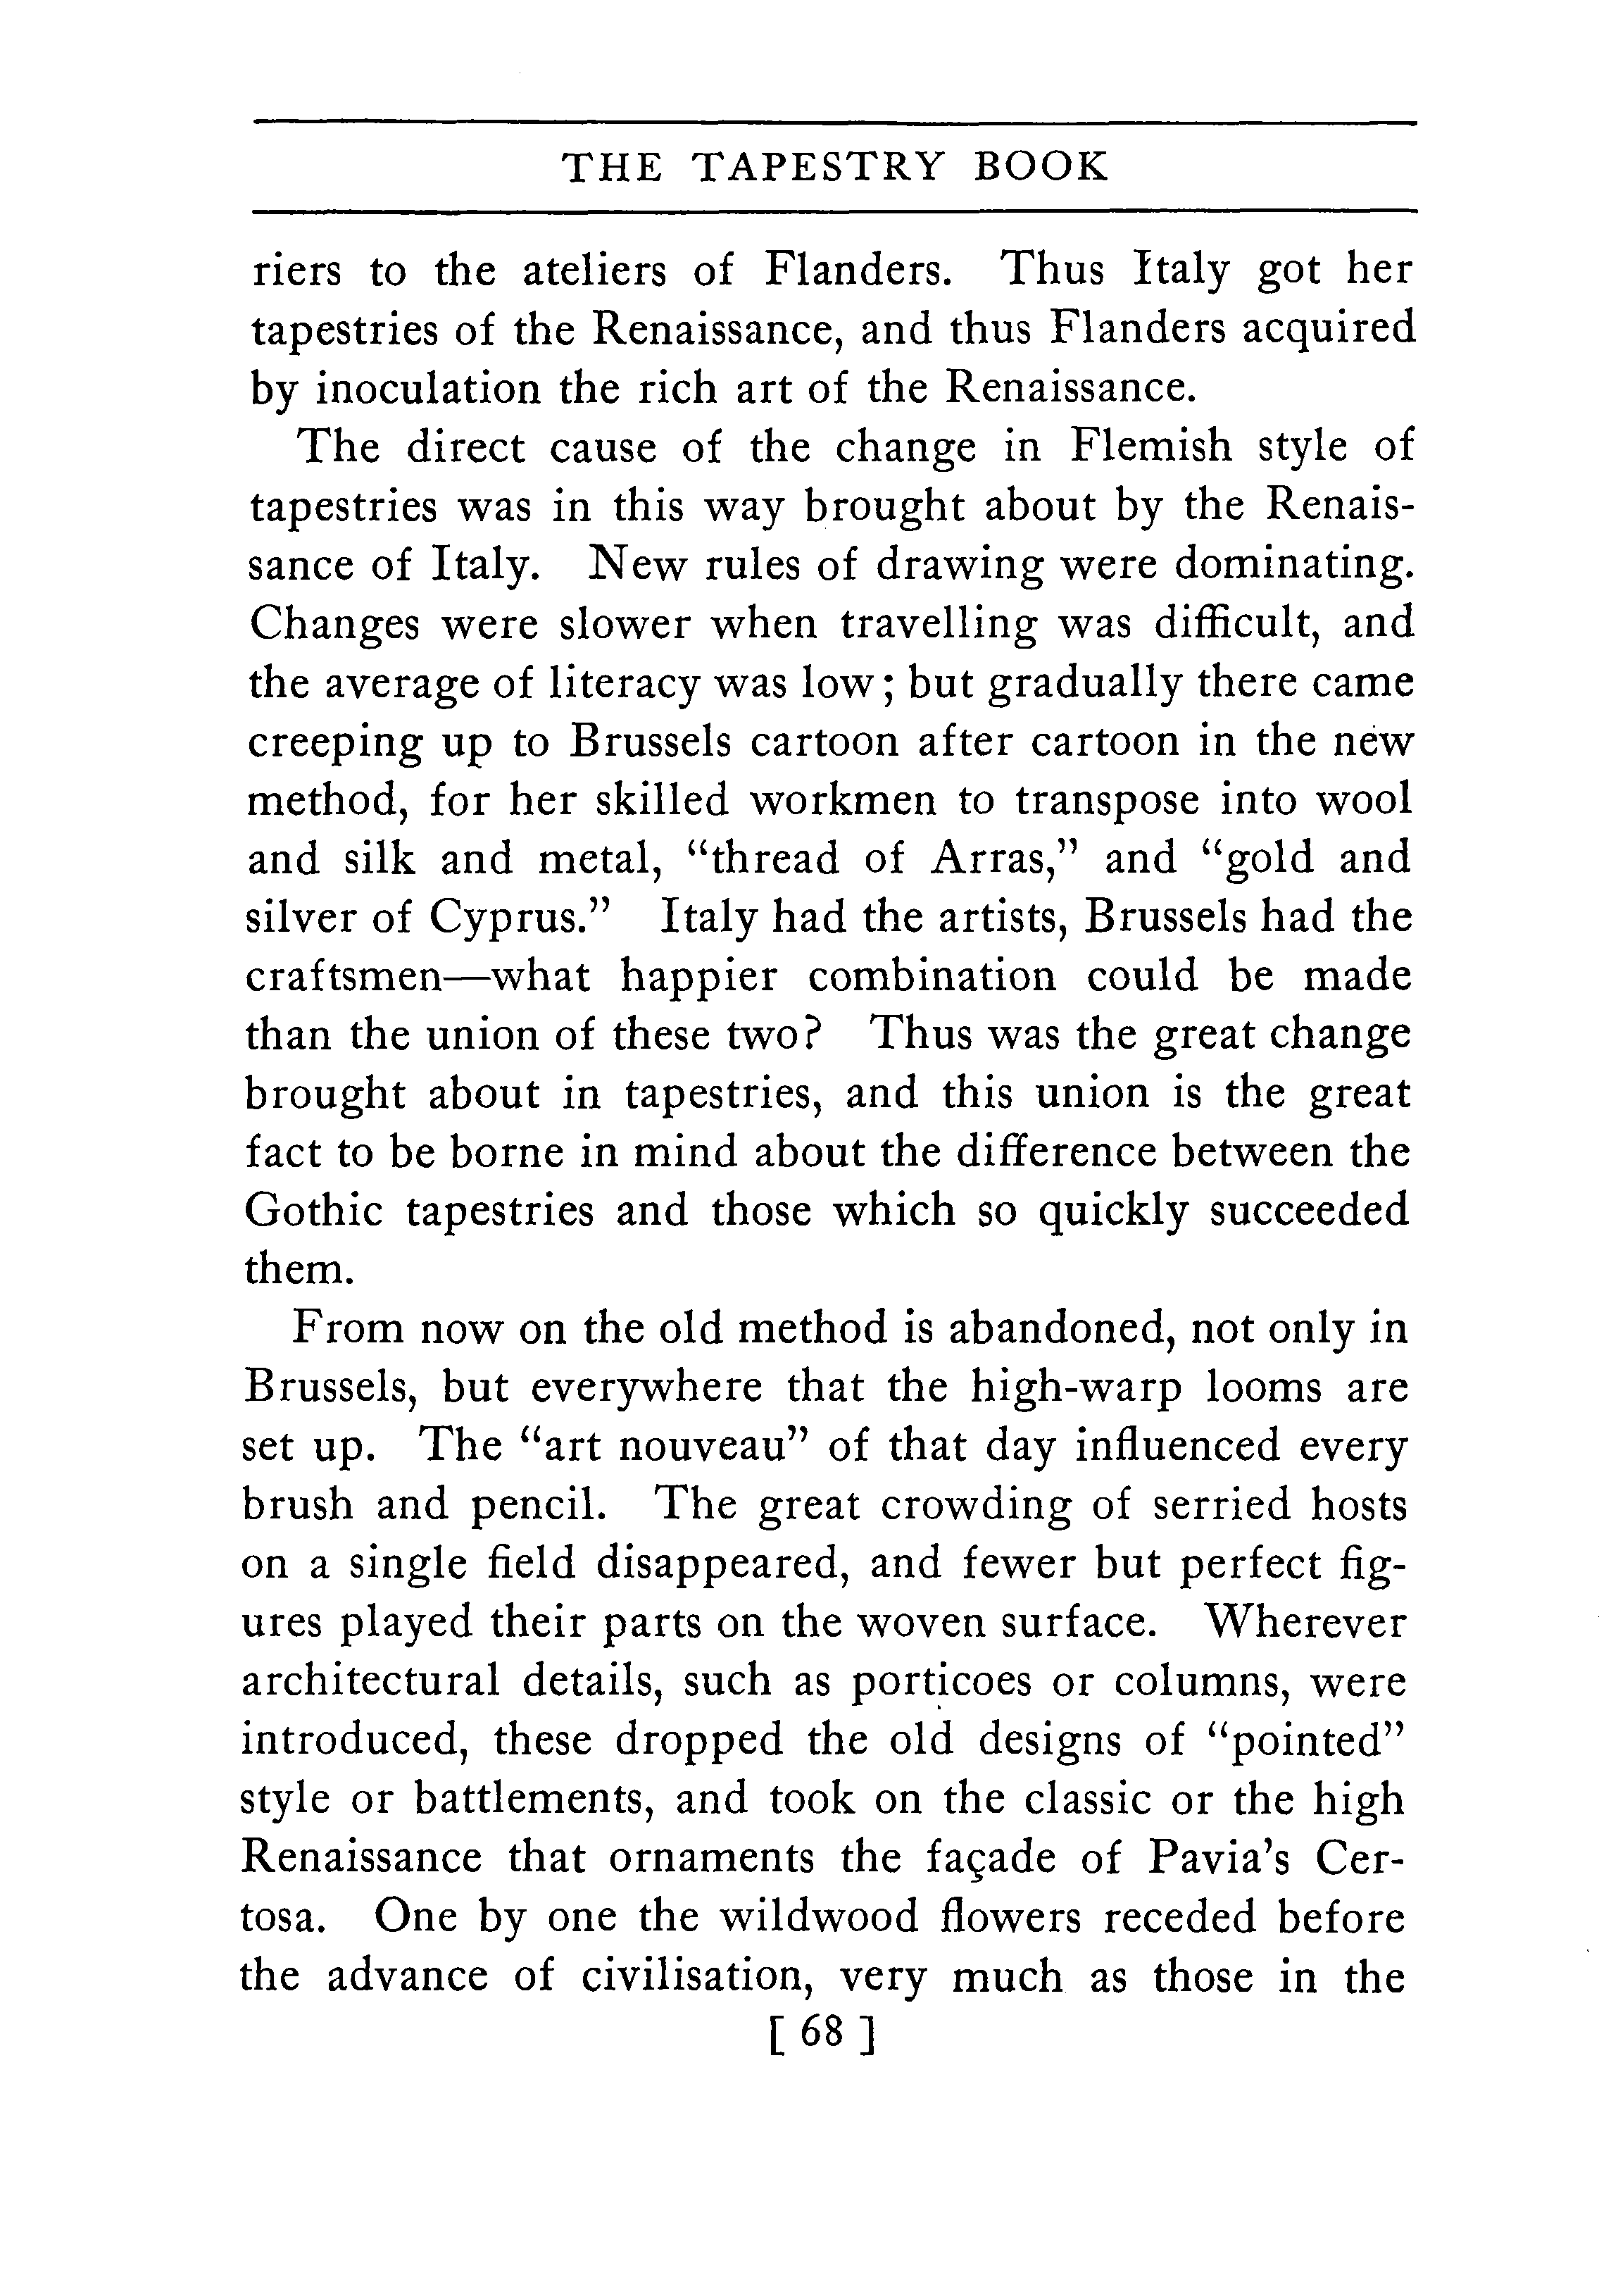 THE TAPESTRY BOOK
riers to the ateliers of Flanders. Thus Italy got her
tapestries of the Renaissance, and thus Flanders acquired
by inoculation the rich art of the Renaissance.
The direct cause of the change in Flemish style of
tapestries was in this way brought about by the Renais-
sance of Italy. New rules of drawing were dominating.
Changes were slower when travelling was difficult, and
the average of literacy was low; but gradually there came
creeping up to Brussels cartoon after cartoon in the new
method, for her skilled workmen to transpose into wool
and silk and metal, “thread of Arras,” and “gold and
silver of Cyprus.” Italy had the artists, Brussels had the
craftsmen—what happier combination could be made
than the union of these two? Thus was the great change
brought about in tapestries, and this union is the great
fact to be borne in mind about the difference between the
Gothic tapestries and those which so quickly succeeded
them.
From now on the old method is abandoned, not only in
Brussels, but everywhere that the high-warp looms are
set up. The “art nouveau” of that day influenced every
brush and pencil. The great crowding of serried hosts
on a single field disappeared, and fewer but perfect fig-
ures played their parts on the woven surface. Wherever
architectural details, such as porticoes or columns, were
introduced, these dropped the old designs of “pointed”
style or battlements, and took on the classic or the high
Renaissance that ornaments the façade of Pavia’s Cer-
tosa. One by one the wildwood flowers receded before
the advance of civilisation, very much as those in the
[ 68 ]